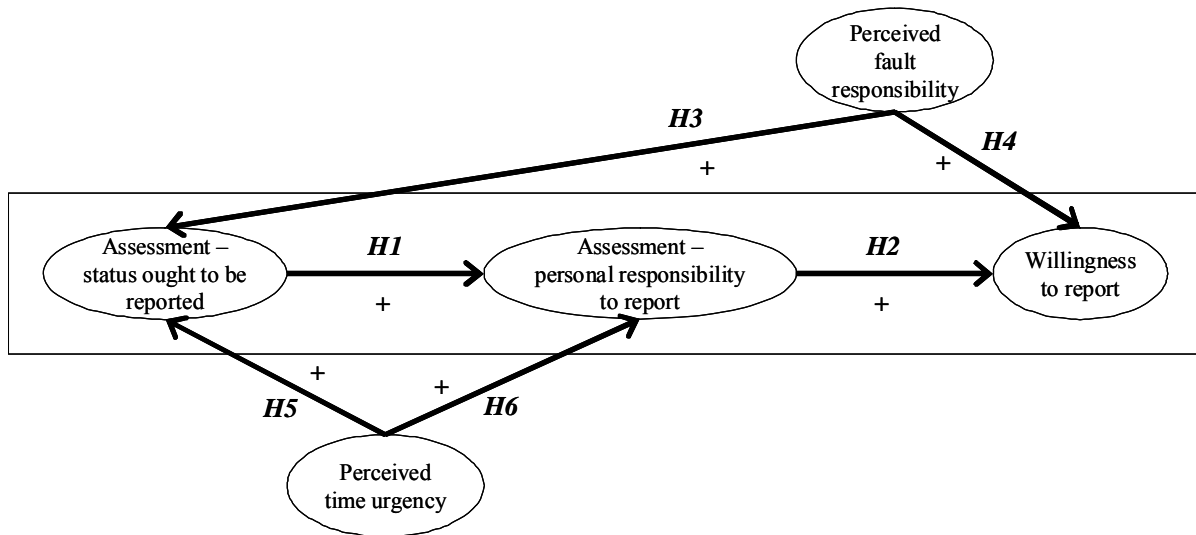 Perceived
fault
responsibility
H3
H4
+
+
Assessment –
status ought to be
reported
H1
+
Assessment –
personal responsibility
to report
H2
+
Willingness
to report
+
+
H5
H6
Perceived
time urgency